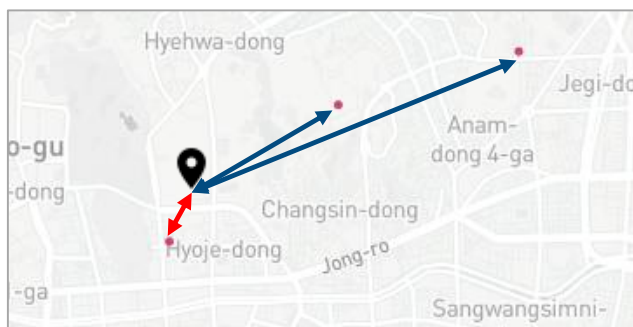 Hyehwa-dong
Jegi-do
Anam-
dong 4-ga
o-gu
-dong
Changsin-dong
Hyoje-dong
Jong-ro
-ga
Sangwangsimni-